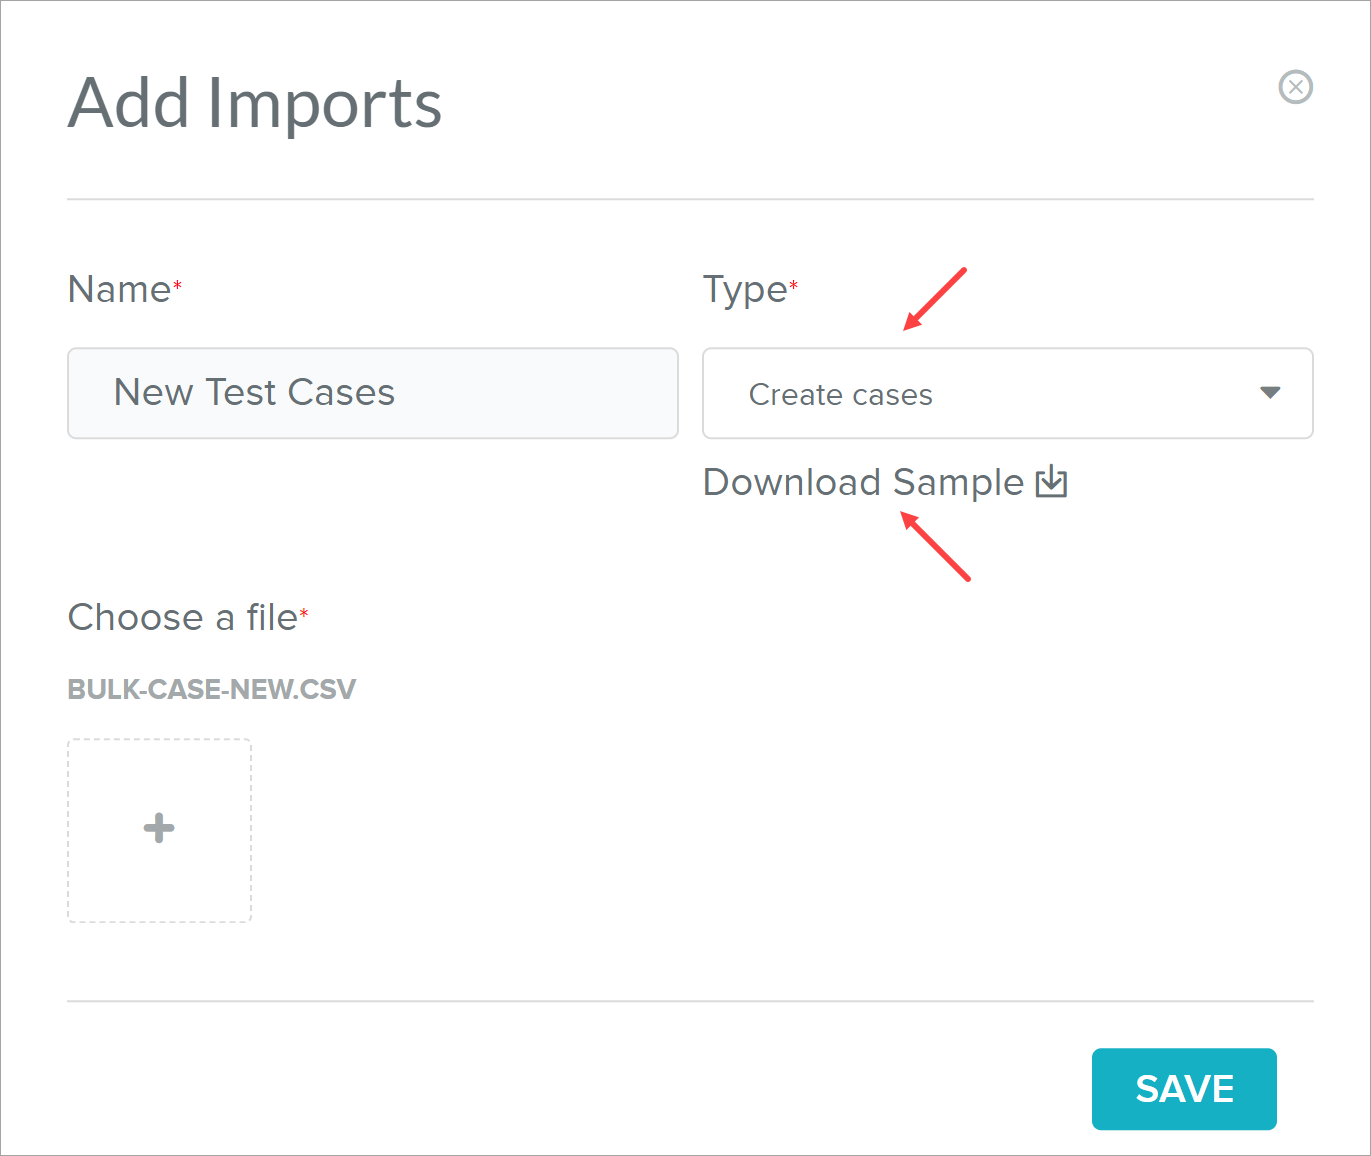 Add Imports
Name*
Type*
New Test Cases
Create cases
Download Sample
Choose a file*
BULK-CASE-NEW.CSV
SAVE